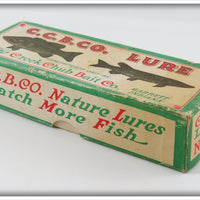 C.C.B.CO. LURE
Creek Chub Bait Co.
C.B.CO. Nature Lures
Catch More Fish